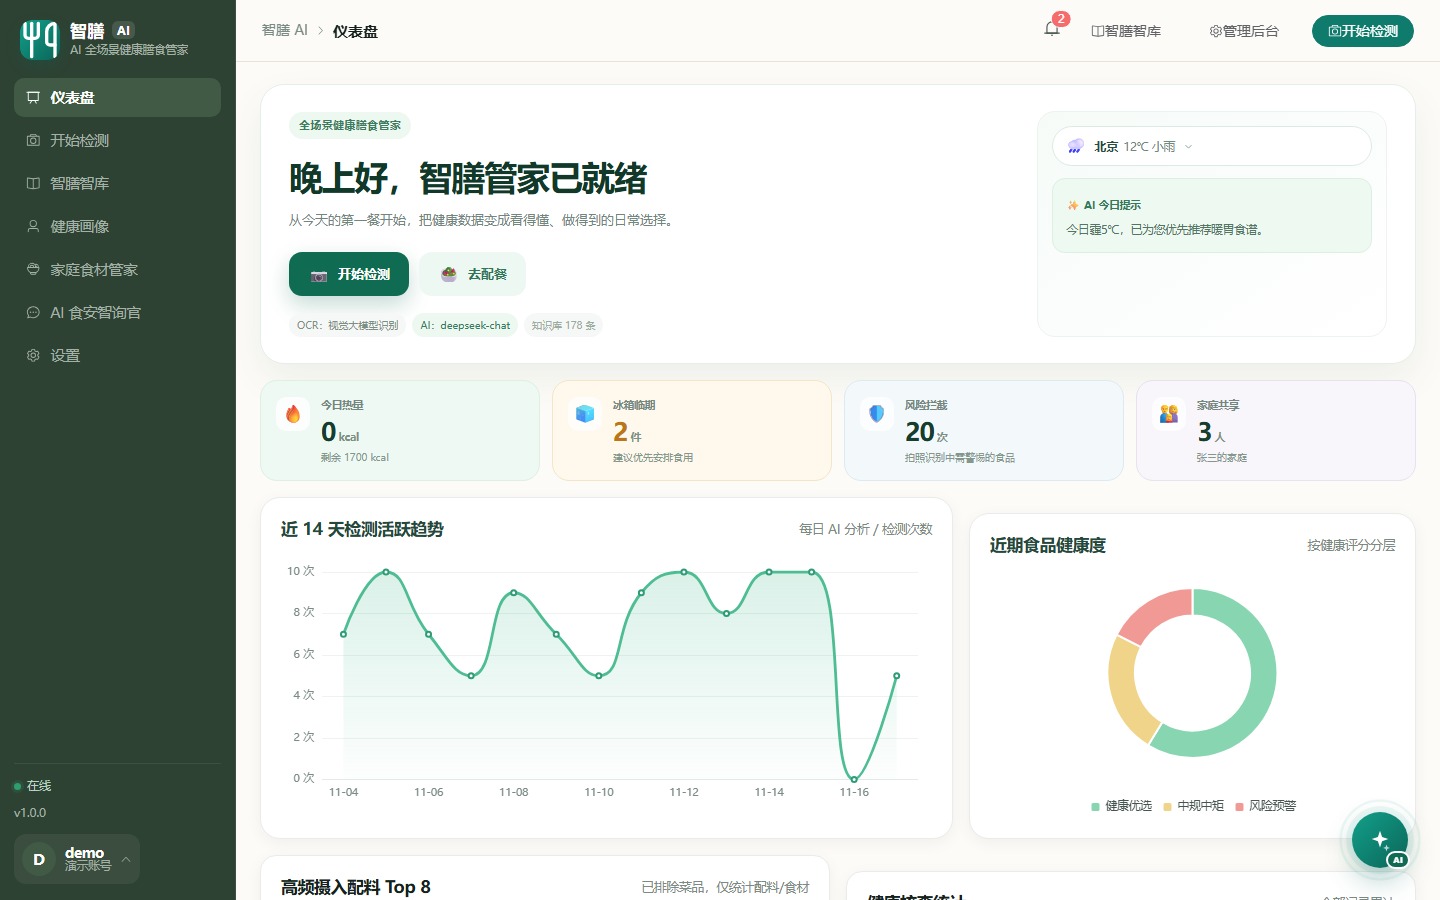 智膳 AI
AI 全场景健康膳食管家
仪表盘
开始检测
智膳智库
健康画像
家庭食材管家
AI 食安智询官
设置
在线
v1.0.0
D
demo
演示账号
智膳 AI > 仪表盘
2
智膳智库
管理后台
开始检测
全场景健康膳食管家
晚上好，智膳管家已就绪
从今天的第一餐开始，把健康数据变成看得懂、做得到的日常选择。
开始检测
去配餐
OCR：视觉大模型识别
AI：deepseek-chat
知识库 178 条
北京 12°C 小雨
AI 今日提示
今日霾5°C，已为您优先推荐暖胃食谱。
今日热量
0 kcal
剩余 1700 kcal
冰箱临期
2 件
建议优先安排食用
风险拦截
20 次
拍照识别中需警惕的食品
家庭共享
3 人
张三的家庭
近 14 天检测活跃趋势
每日 AI 分析 / 检测次数
10 次
8 次
6 次
4 次
2 次
0 次
11-04
11-06
11-08
11-10
11-12
11-14
11-16
近期食品健康度
按健康评分分层
健康优选
中规中矩
风险预警
AI
高频摄入配料 Top 8
已排除菜品，仅统计配料/食材